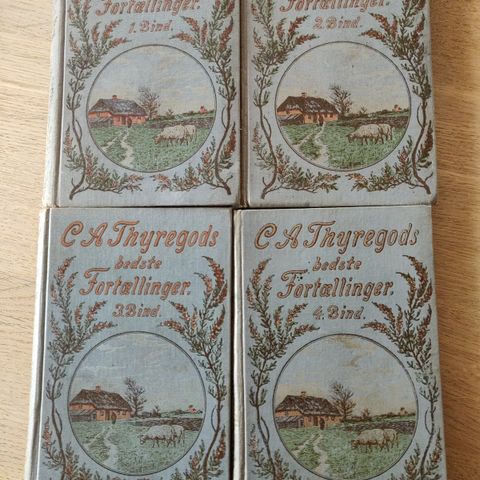 Fortællinger.
1. Bind.
Fortællinger.
2. Bind.
C A Thyregods
bedste
Fortællinger.
3. Bind.
C A Thyregods
bedste
Fortællinger.
4. Bind.